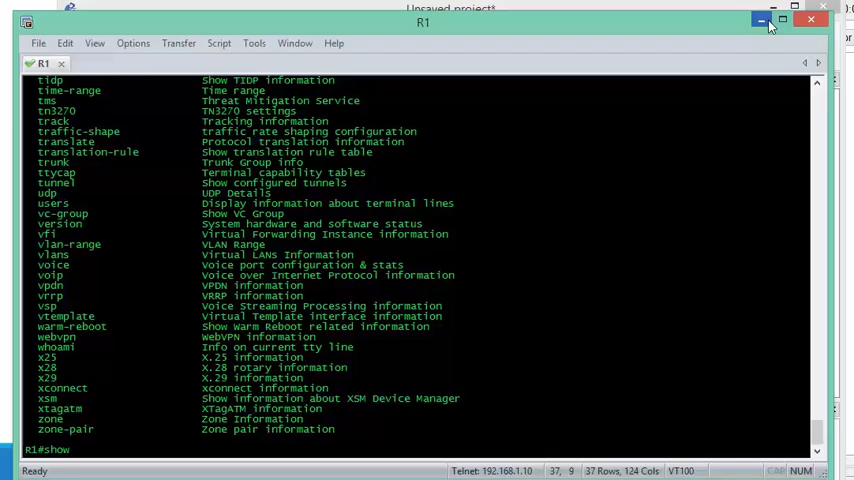 Unsaved project*
R1
File Edit View Options Transfer Script Tools Window Help
R1
tidp Show TIDP information
time-range Time range
tms Threat Mitigation Service
tn3270 TN3270 settings
track Tracking information
traffic-shape traffic rate shaping configuration
translate Protocol translation information
translation-rule Show translation rule table
trunk Trunk Group info
ttycap Terminal capability tables
tunnel Show configured tunnels
udp UDP Details
users Display information about terminal lines
vc-group Show VC Group
version System hardware and software status
vfi Virtual Forwarding Instance information
vlan-range VLAN Range
vlans Virtual LANs Information
voice Voice port configuration & stats
voip Voice over Internet Protocol information
vpdn VPDN information
vrrp VRRP information
vsp Voice Streaming Processing information
vtemplate Virtual Template interface information
warm-reboot Show Warm Reboot related information
webvpn WebVPN information
whoami Info on current tty line
x25 X.25 information
x28 X.28 rotary information
x29 X.29 information
xconnect xconnect information
xsm Show information about XSM Device Manager
xtagatm XTagATM information
zone Zone Information
zone-pair Zone pair information
R1#show
Ready Telnet: 192.168.1.10 37, 9 37 Rows, 124 Cols VT100 CAP NUM